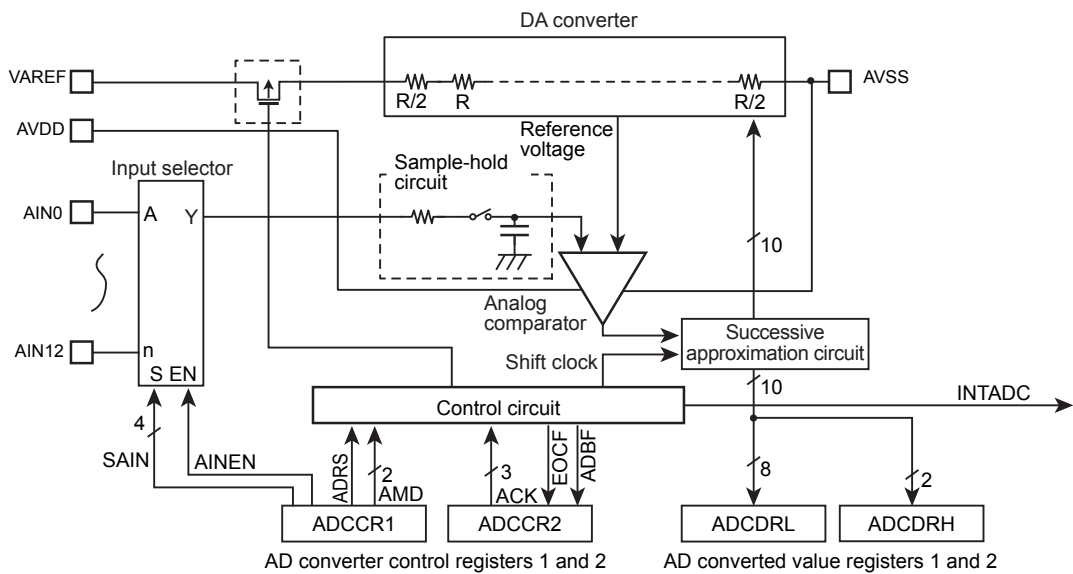 DA converter
VAREF
AVSS
R/2
R
R/2
AVDD
Reference
voltage
Sample-hold
circuit
Input selector
AIN0
A
Y
10
Analog
comparator
AIN12
n
S EN
Successive
approximation circuit
Shift clock
10
INTADC
Control circuit
4
SAIN
AINEN
ADRS
2
AMD
3
ACK
EOCF
ADBF
8
2
ADCCR1
ADCCR2
ADCDRL
ADCDRH
AD converter control registers 1 and 2
AD converted value registers 1 and 2